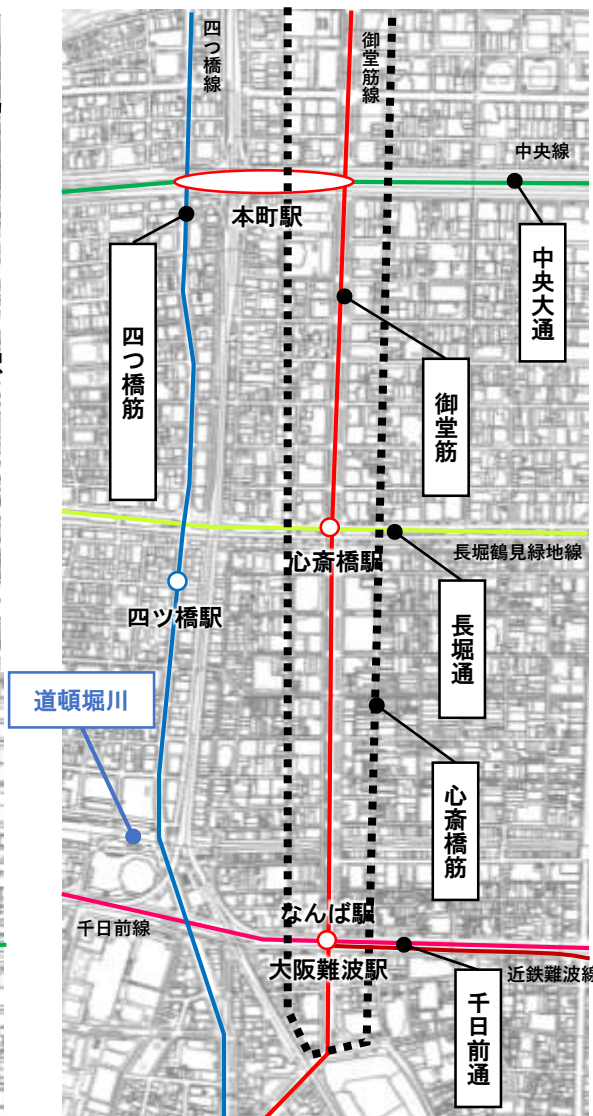 四つ橋線
御堂筋線
中央線
本町駅
中央大通
四つ橋筋
御堂筋
心斎橋駅
長堀鶴見緑地線
四ツ橋駅
長堀通
道頓堀川
心斎橋筋
なんば駅
千日前線
大阪難波駅
近鉄難波線
千日前通